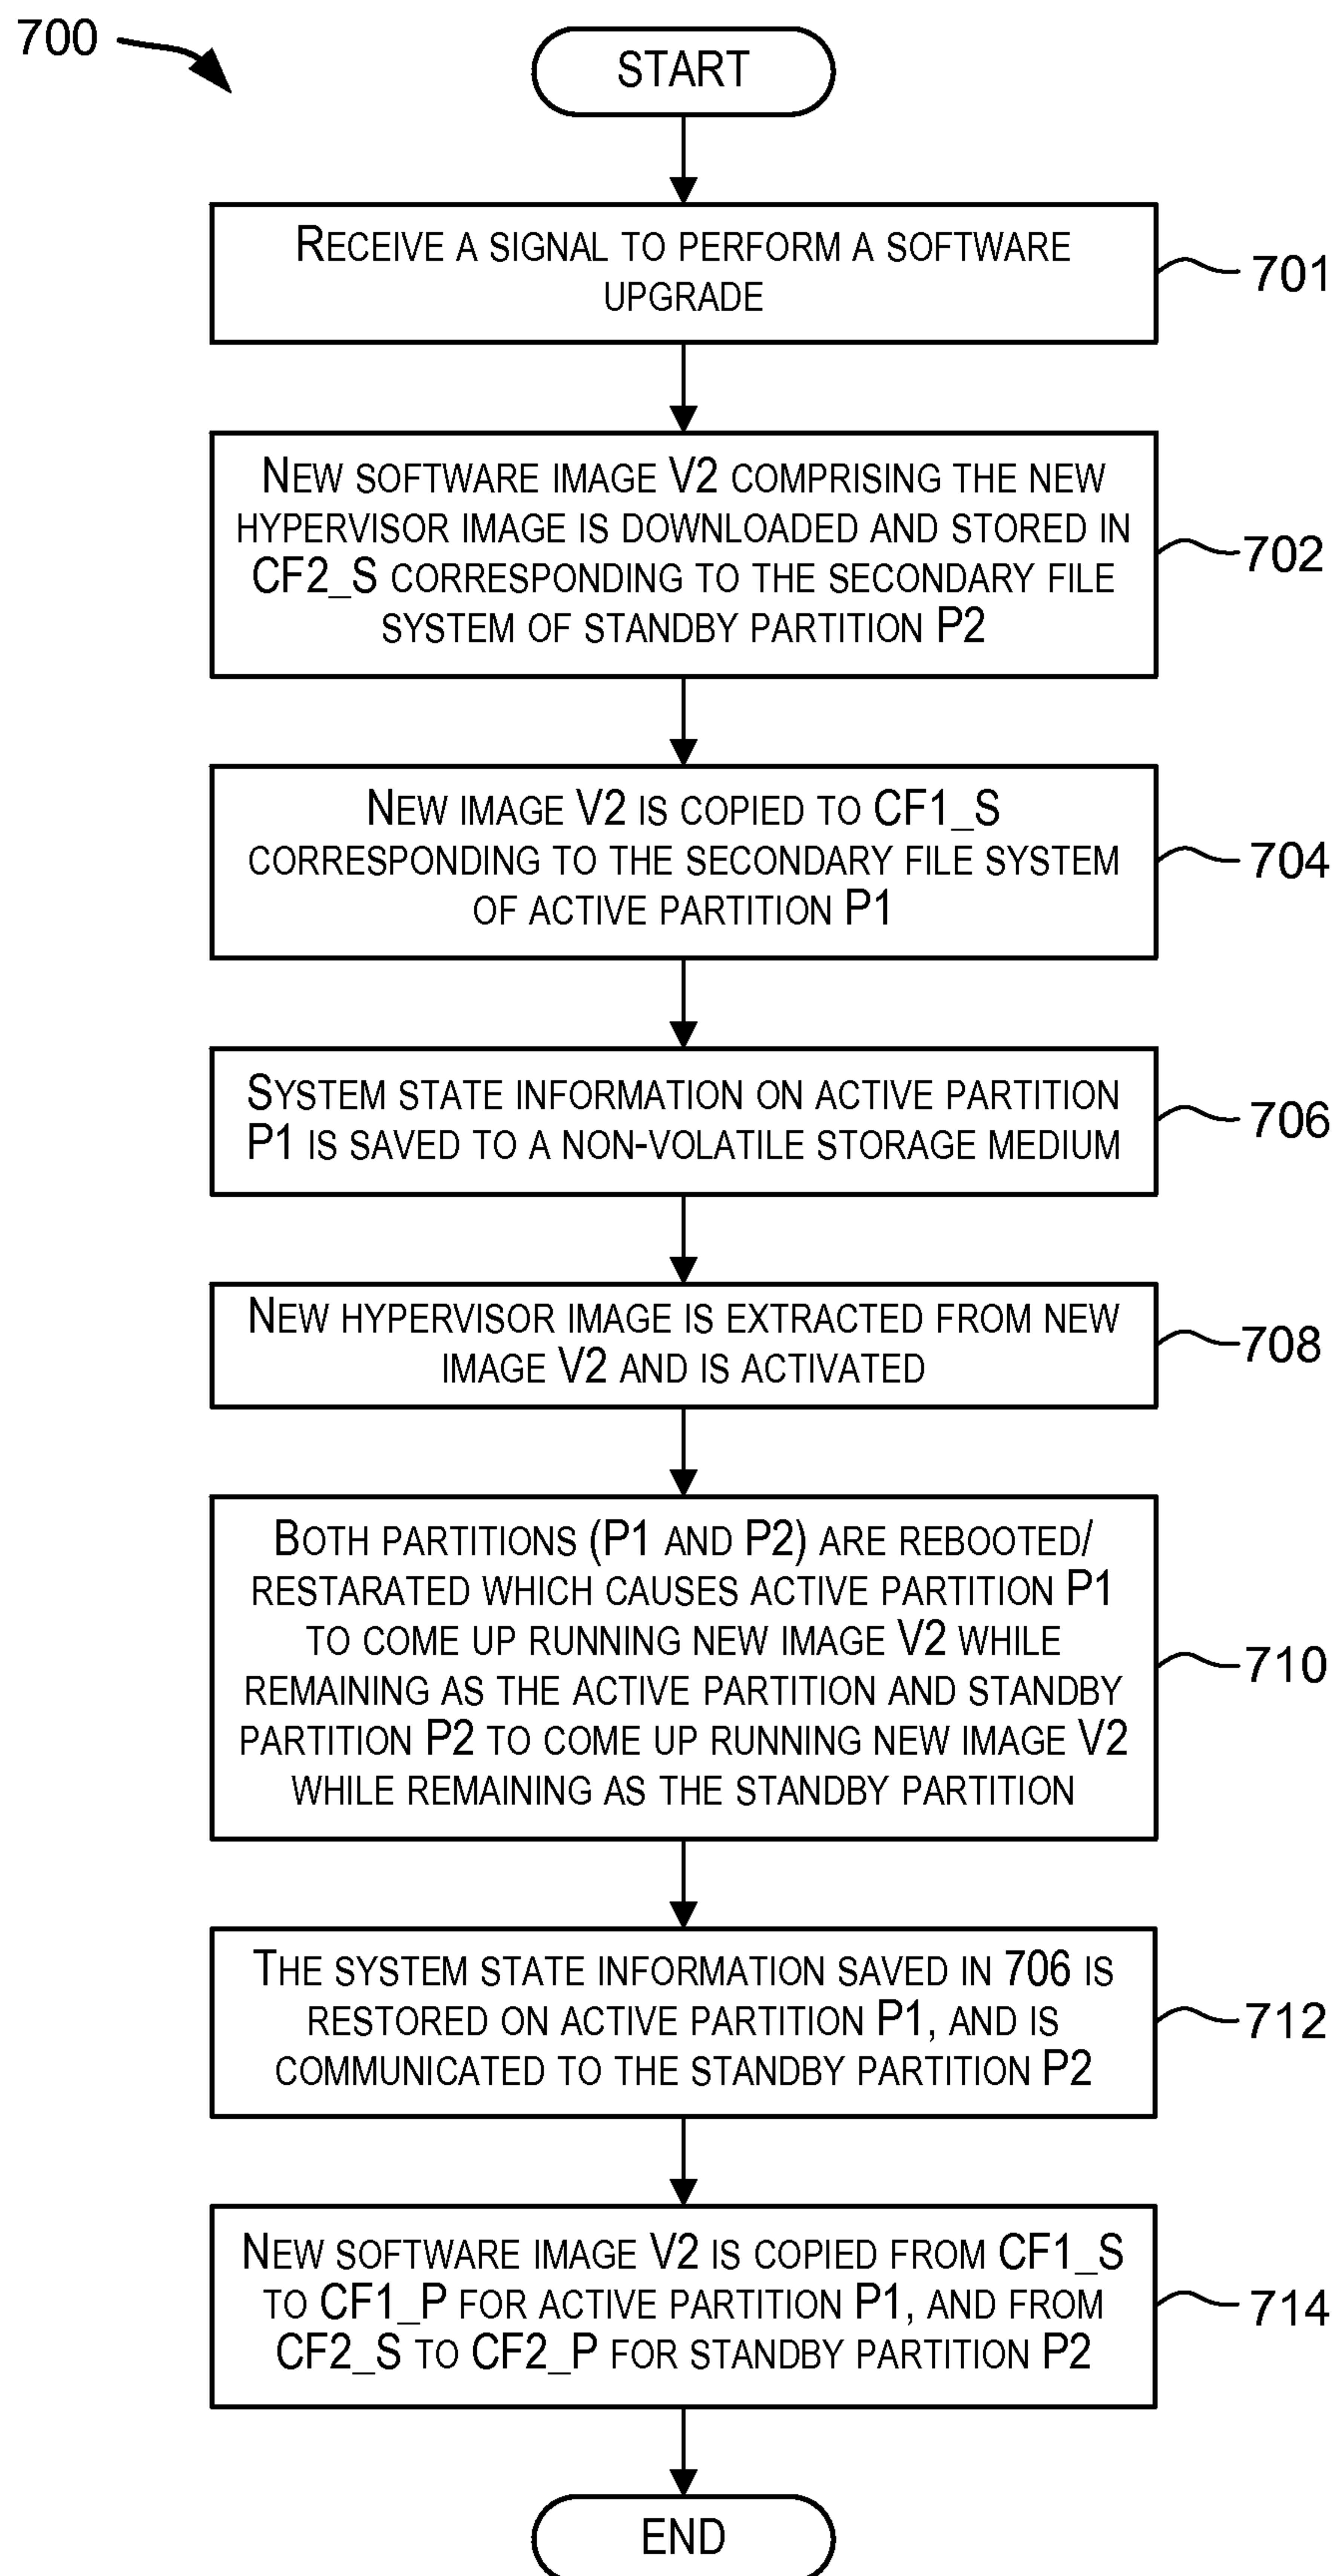 700
START
RECEIVE A SIGNAL TO PERFORM A SOFTWARE
UPGRADE
701
NEW SOFTWARE IMAGE V2 COMPRISING THE NEW
HYPERVISOR IMAGE IS DOWNLOADED AND STORED IN
CF2_S CORRESPONDING TO THE SECONDARY FILE
SYSTEM OF STANDBY PARTITION P2
702
NEW IMAGE V2 IS COPIED TO CF1_S
CORRESPONDING TO THE SECONDARY FILE SYSTEM
OF ACTIVE PARTITION P1
704
SYSTEM STATE INFORMATION ON ACTIVE PARTITION
P1 IS SAVED TO A NON-VOLATILE STORAGE MEDIUM
706
NEW HYPERVISOR IMAGE IS EXTRACTED FROM NEW
IMAGE V2 AND IS ACTIVATED
708
BOTH PARTITIONS (P1 AND P2) ARE REBOOTED/
RESTARATED WHICH CAUSES ACTIVE PARTITION P1
TO COME UP RUNNING NEW IMAGE V2 WHILE
REMAINING AS THE ACTIVE PARTITION AND STANDBY
PARTITION P2 TO COME UP RUNNING NEW IMAGE V2
WHILE REMAINING AS THE STANDBY PARTITION
710
THE SYSTEM STATE INFORMATION SAVED IN 706 IS
RESTORED ON ACTIVE PARTITION P1, AND IS
COMMUNICATED TO THE STANDBY PARTITION P2
712
NEW SOFTWARE IMAGE V2 IS COPIED FROM CF1_S
TO CF1_P FOR ACTIVE PARTITION P1, AND FROM
CF2_S TO CF2_P FOR STANDBY PARTITION P2
714
END